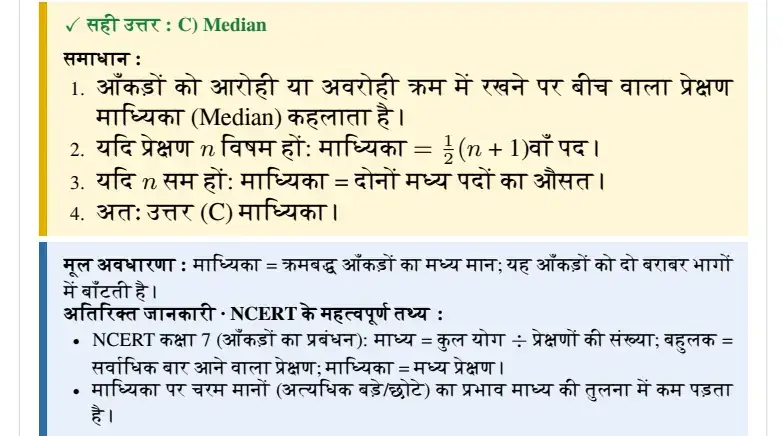 ✓ सही उत्तर : C) Median
समाधान :
1. आँकड़ों को आरोही या अवरोही क्रम में रखने पर बीच वाला प्रेक्षण
माध्यिका (Median) कहलाता है।
2. यदि प्रेक्षण n विषम हों: माध्यिका = 1/2(n + 1)वाँ पद।
3. यदि n सम हों: माध्यिका = दोनों मध्य पदों का औसत।
4. अतः उत्तर (C) माध्यिका।
मूल अवधारणा : माध्यिका = क्रमबद्ध आँकड़ों का मध्य मान; यह आँकड़ों को दो बराबर भागों
में बाँटती है।
अतिरिक्त जानकारी · NCERT के महत्वपूर्ण तथ्य :
• NCERT कक्षा 7 (आँकड़ों का प्रबंधन): माध्य = कुल योग ÷ प्रेक्षणों की संख्या; बहुलक =
सर्वाधिक बार आने वाला प्रेक्षण; माध्यिका = मध्य प्रेक्षण।
• माध्यिका पर चरम मानों (अत्यधिक बड़े/छोटे) का प्रभाव माध्य की तुलना में कम पड़ता
है।